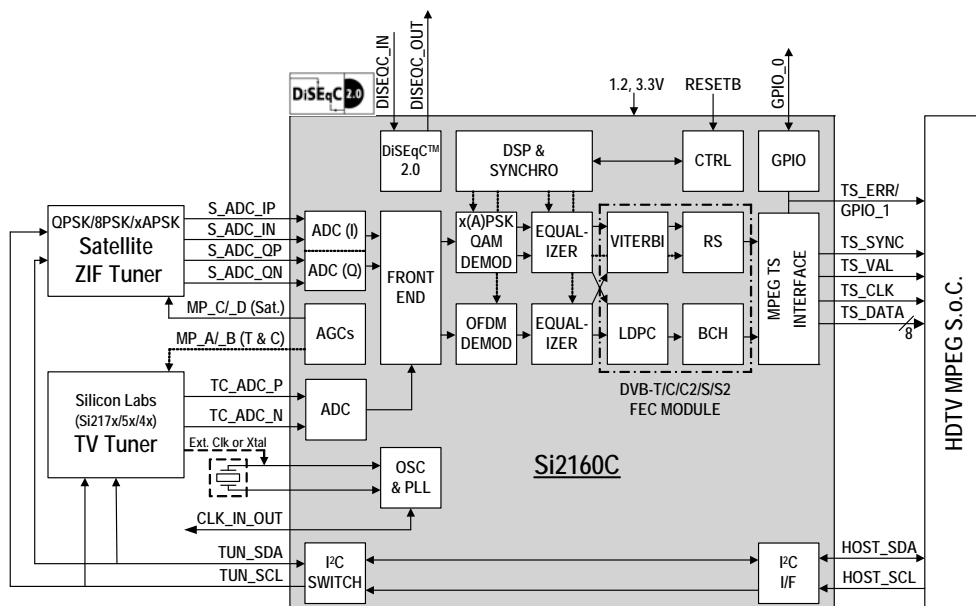 DISEQC_IN
DISEQC_OUT
DiSEqC 2.0
1.2, 3.3V
RESETB
GPIO_0
DiSEqC™
2.0
DSP &
SYNCHRO
CTRL
GPIO
TS_ERR/
GPIO_1
QPSK/8PSK/xAPSK
Satellite
ZIF Tuner
S_ADC_IP
S_ADC_IN
S_ADC_QP
S_ADC_QN
ADC (I)
ADC (Q)
FRONT
END
x(A)PSK
QAM
DEMOD
EQUAL-
IZER
VITERBI
RS
MPEG TS
INTERFACE
TS_SYNC
TS_VAL
TS_CLK
TS_DATA
8
HDTV MPEG S.o.C.
MP_C/_D (Sat.)
MP_A/_B (T & C)
AGCs
OFDM
DEMOD
EQUAL-
IZER
LDPC
BCH
DVB-T/C/C2/S/S2
FEC MODULE
Silicon Labs
(Si217x/5x/4x)
TV Tuner
TC_ADC_P
TC_ADC_N
ADC
Ext. Clk or Xtal
OSC
& PLL
Si2160C
CLK_IN_OUT
TUN_SDA
TUN_SCL
I²C
SWITCH
I²C
I/F
HOST_SDA
HOST_SCL